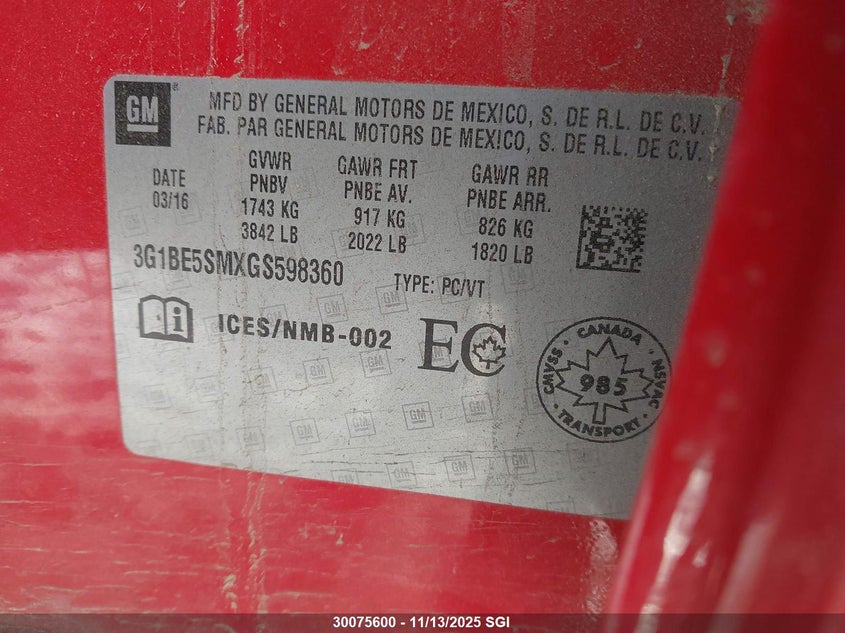 GM
MFD BY GENERAL MOTORS DE MEXICO, S. DE R.L. DE C.V.
FAB. PAR GENERAL MOTORS DE MEXICO, S. DE R.L. DE C.V.
DATE
03/16
GVWR
PNBV
1743 KG
3842 LB
GAWR FRT
PNBE AV.
917 KG
2022 LB
GAWR RR
PNBE ARR.
826 KG
1820 LB
3G1BE5SMXGS598360
TYPE: PC/VT
i ICES/NMB-002
EC
CANADA
CMVSS
NSVAC
985
TRANSPORT
30075600 - 11/13/2025 SGI